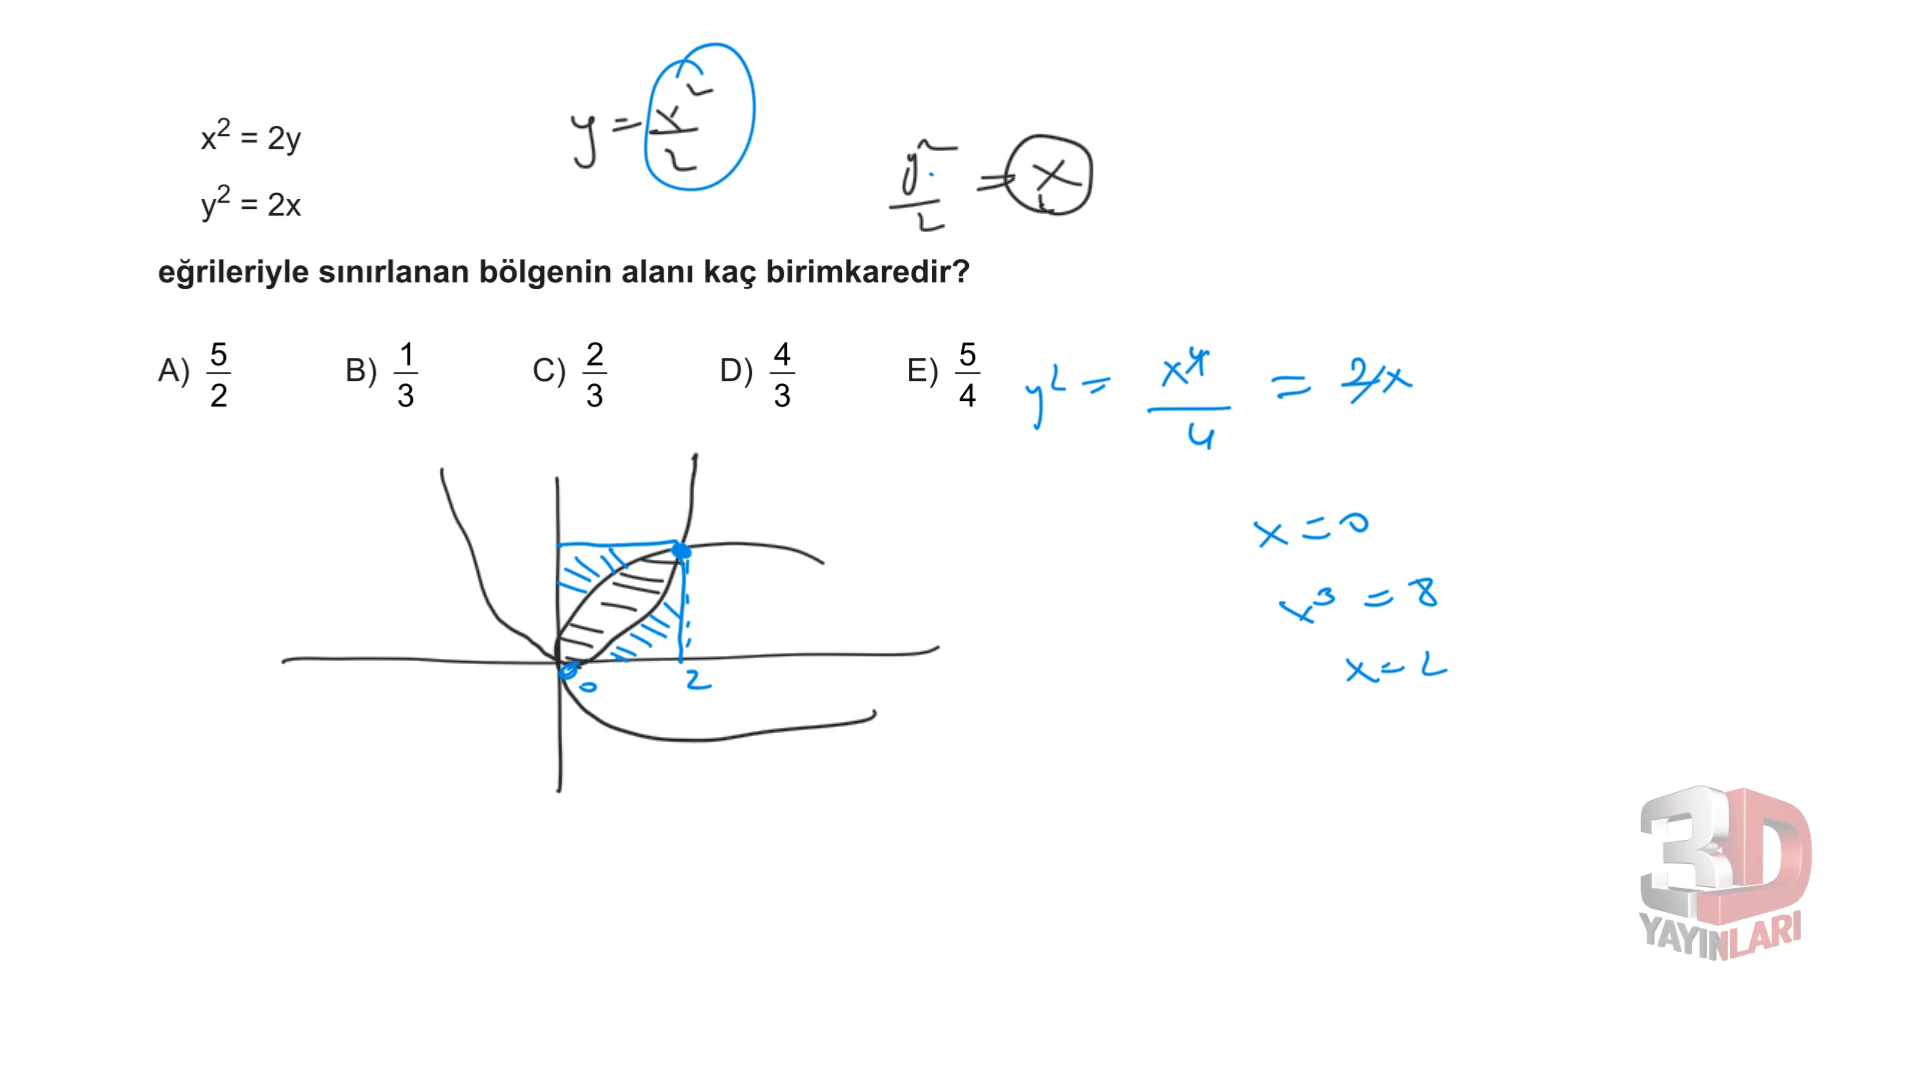 x² = 2y
y = x²/2
y² = 2x
y²/2 = x
eğrileriyle sınırlanan bölgenin alanı kaç birimkaredir?
A) 5/2 B) 1/3 C) 2/3 D) 4/3 E) 5/4
y² = x⁴/4 = 2x
x = 0
x³ = 8
x = 2
0 2
3D
YAYINLARI